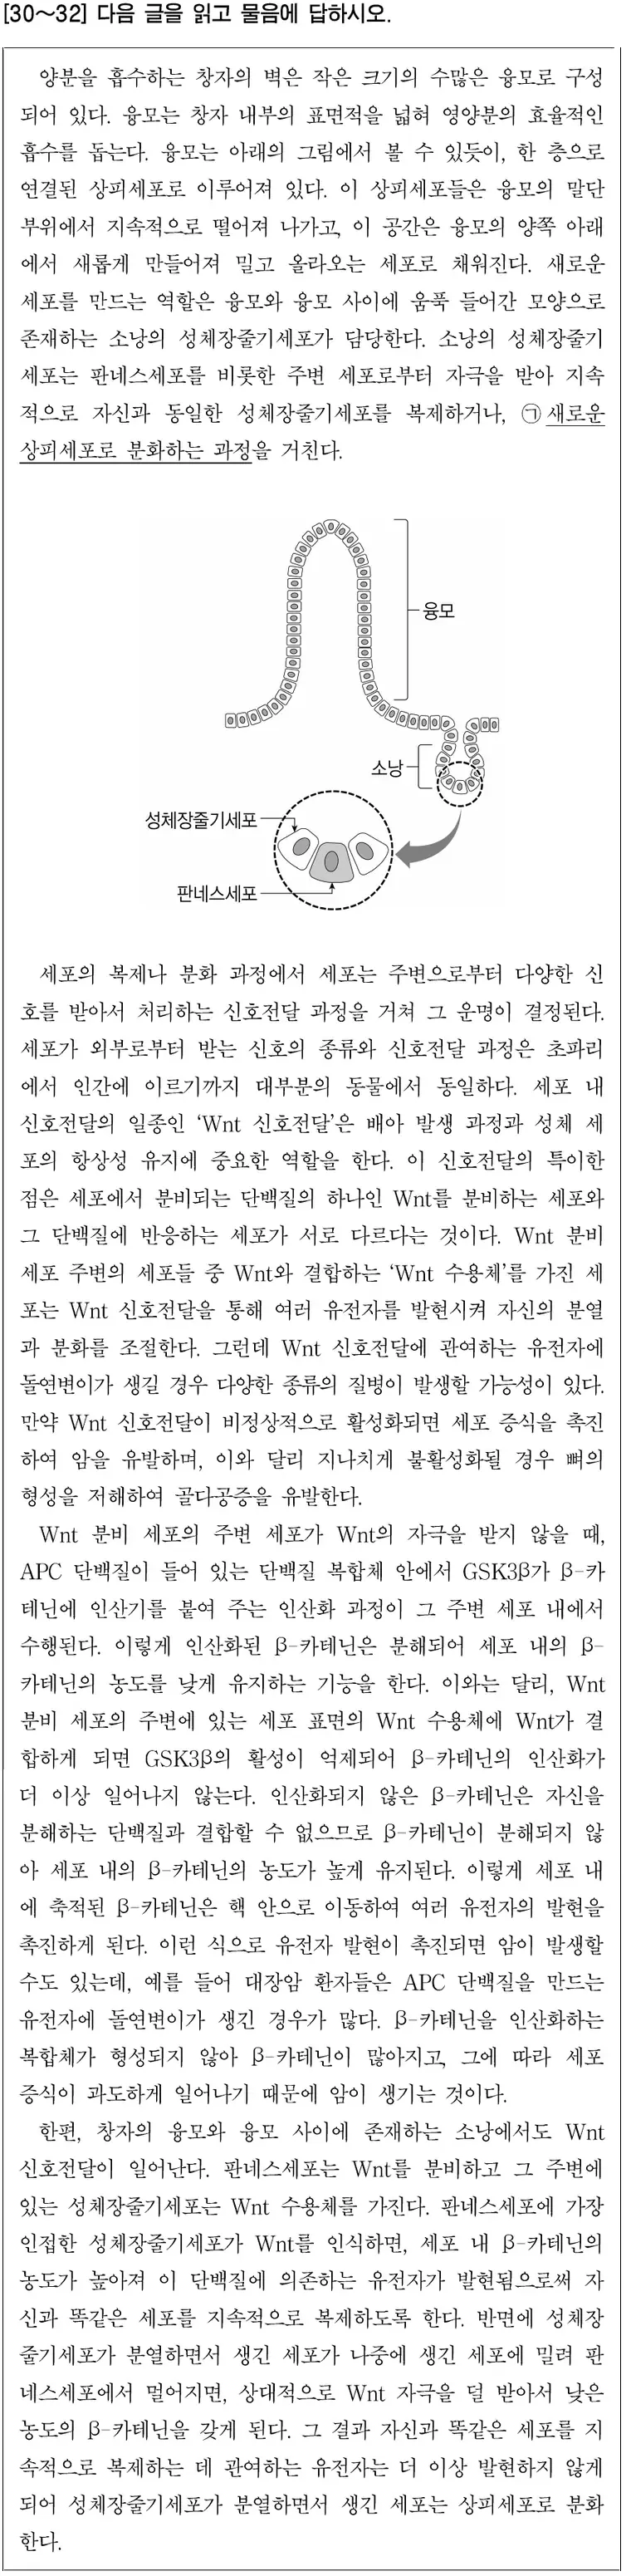 [30～32] 다음 글을 읽고 물음에 답하시오.
양분을 흡수하는 창자의 벽은 작은 크기의 수많은 융모로 구성
되어 있다. 융모는 창자 내부의 표면적을 넓혀 영양분의 효율적인
흡수를 돕는다. 융모는 아래의 그림에서 볼 수 있듯이, 한 층으로
연결된 상피세포로 이루어져 있다. 이 상피세포들은 융모의 말단
부위에서 지속적으로 떨어져 나가고, 이 공간은 융모의 양쪽 아래
에서 새롭게 만들어져 밀고 올라오는 세포로 채워진다. 새로운
세포를 만드는 역할은 융모와 융모 사이에 움푹 들어간 모양으로
존재하는 소낭의 성체장줄기세포가 담당한다. 소낭의 성체장줄기
세포는 판네스세포를 비롯한 주변 세포로부터 자극을 받아 지속
적으로 자신과 동일한 성체장줄기세포를 복제하거나, ㉠ 새로운
상피세포로 분화하는 과정을 거친다.
융모
소낭
성체장줄기세포
판네스세포
세포의 복제나 분화 과정에서 세포는 주변으로부터 다양한 신
호를 받아서 처리하는 신호전달 과정을 거쳐 그 운명이 결정된다.
세포가 외부로부터 받는 신호의 종류와 신호전달 과정은 초파리
에서 인간에 이르기까지 대부분의 동물에서 동일하다. 세포 내
신호전달의 일종인 ‘Wnt 신호전달’은 배아 발생 과정과 성체 세
포의 항상성 유지에 중요한 역할을 한다. 이 신호전달의 특이한
점은 세포에서 분비되는 단백질의 하나인 Wnt를 분비하는 세포와
그 단백질에 반응하는 세포가 서로 다르다는 것이다. Wnt 분비
세포 주변의 세포들 중 Wnt와 결합하는 ‘Wnt 수용체’를 가진 세
포는 Wnt 신호전달을 통해 여러 유전자를 발현시켜 자신의 분열
과 분화를 조절한다. 그런데 Wnt 신호전달에 관여하는 유전자에
돌연변이가 생길 경우 다양한 종류의 질병이 발생할 가능성이 있다.
만약 Wnt 신호전달이 비정상적으로 활성화되면 세포 증식을 촉진
하여 암을 유발하며, 이와 달리 지나치게 불활성화될 경우 뼈의
형성을 저해하여 골다공증을 유발한다.
Wnt 분비 세포의 주변 세포가 Wnt의 자극을 받지 않을 때,
APC 단백질이 들어 있는 단백질 복합체 안에서 GSK3β가 β-카
테닌에 인산기를 붙여 주는 인산화 과정이 그 주변 세포 내에서
수행된다. 이렇게 인산화된 β-카테닌은 분해되어 세포 내의 β-
카테닌의 농도를 낮게 유지하는 기능을 한다. 이와는 달리, Wnt
분비 세포의 주변에 있는 세포 표면의 Wnt 수용체에 Wnt가 결
합하게 되면 GSK3β의 활성이 억제되어 β-카테닌의 인산화가
더 이상 일어나지 않는다. 인산화되지 않은 β-카테닌은 자신을
분해하는 단백질과 결합할 수 없으므로 β-카테닌이 분해되지 않
아 세포 내의 β-카테닌의 농도가 높게 유지된다. 이렇게 세포 내
에 축적된 β-카테닌은 핵 안으로 이동하여 여러 유전자의 발현을
촉진하게 된다. 이런 식으로 유전자 발현이 촉진되면 암이 발생할
수도 있는데, 예를 들어 대장암 환자들은 APC 단백질을 만드는
유전자에 돌연변이가 생긴 경우가 많다. β-카테닌을 인산화하는
복합체가 형성되지 않아 β-카테닌이 많아지고, 그에 따라 세포
증식이 과도하게 일어나기 때문에 암이 생기는 것이다.
한편, 창자의 융모와 융모 사이에 존재하는 소낭에서도 Wnt
신호전달이 일어난다. 판네스세포는 Wnt를 분비하고 그 주변에
있는 성체장줄기세포는 Wnt 수용체를 가진다. 판네스세포에 가장
인접한 성체장줄기세포가 Wnt를 인식하면, 세포 내 β-카테닌의
농도가 높아져 이 단백질에 의존하는 유전자가 발현됨으로써 자
신과 똑같은 세포를 지속적으로 복제하도록 한다. 반면에 성체장
줄기세포가 분열하면서 생긴 세포가 나중에 생긴 세포에 밀려 판
네스세포에서 멀어지면, 상대적으로 Wnt 자극을 덜 받아서 낮은
농도의 β-카테닌을 갖게 된다. 그 결과 자신과 똑같은 세포를 지
속적으로 복제하는 데 관여하는 유전자는 더 이상 발현하지 않게
되어 성체장줄기세포가 분열하면서 생긴 세포는 상피세포로 분화
한다.